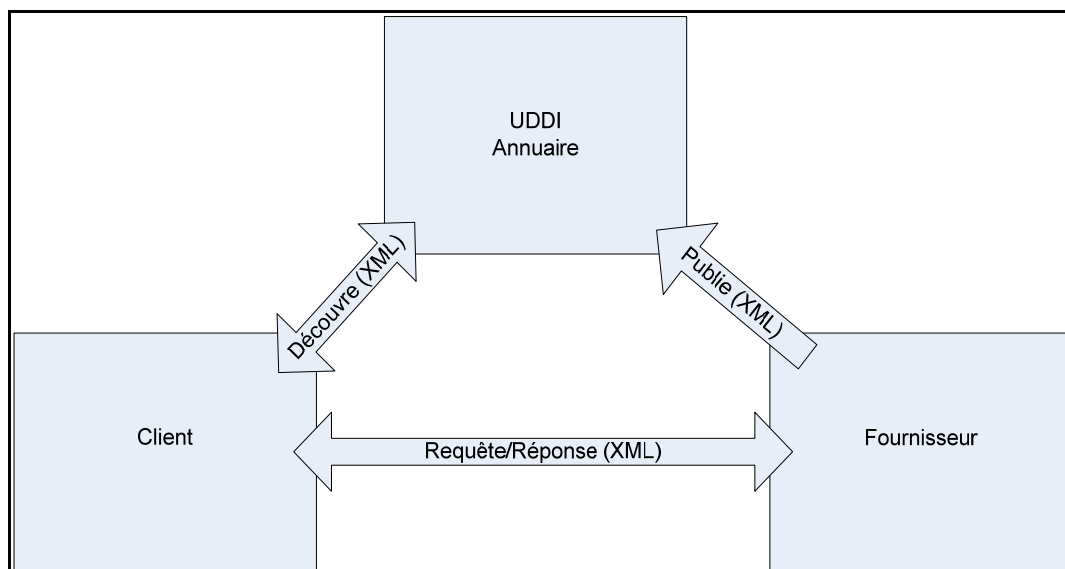 UDDI
Annuaire
Découvre (XML)
Publie (XML)
Client
Requête/Réponse (XML)
Fournisseur